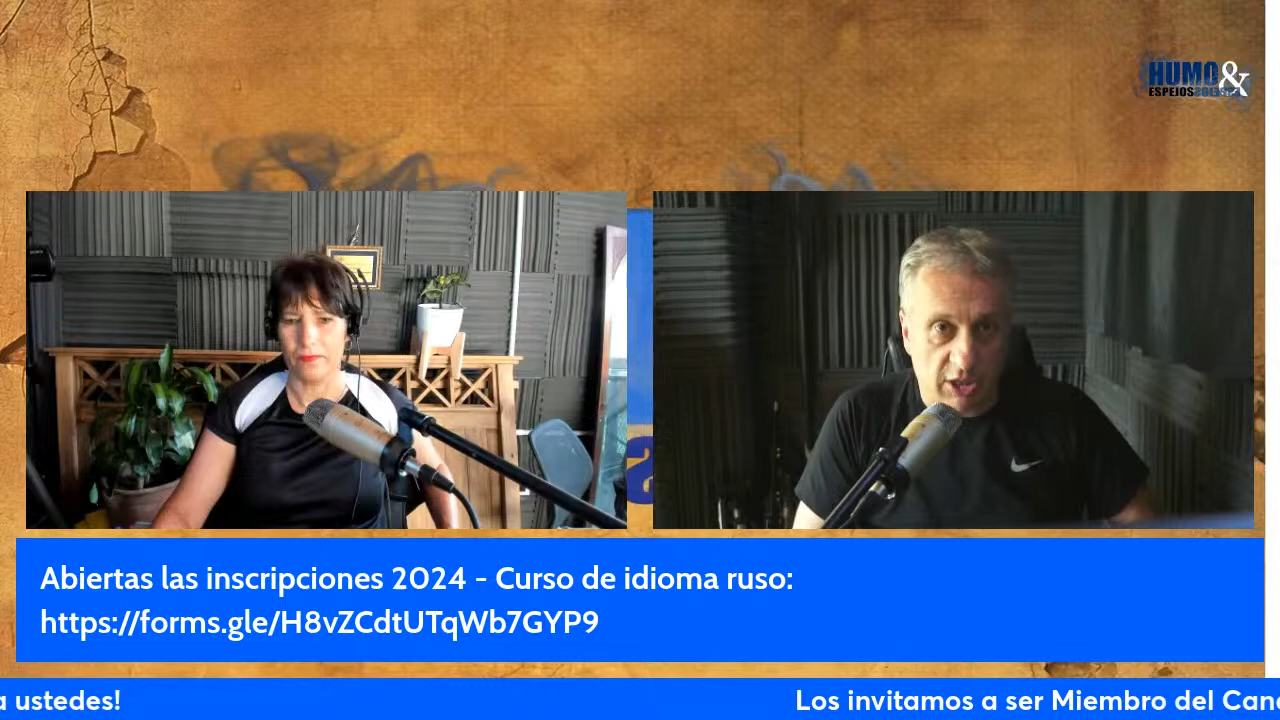 HUMO&
ESPEJOS
Abiertas las inscripciones 2024 - Curso de idioma ruso:
https://forms.gle/H8vZCdtUTqWb7GYP9
a ustedes!
Los invitamos a ser Miembro del Cana